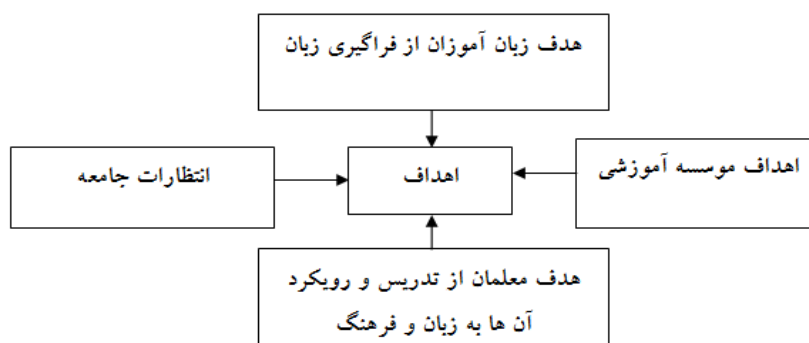 هدف زبان آموزان از فراگیری زبان
اهداف موسسه آموزشی
اهداف
انتظارات جامعه
هدف معلمان از تدریس و رویکرد
آن ها به زبان و فرهنگ